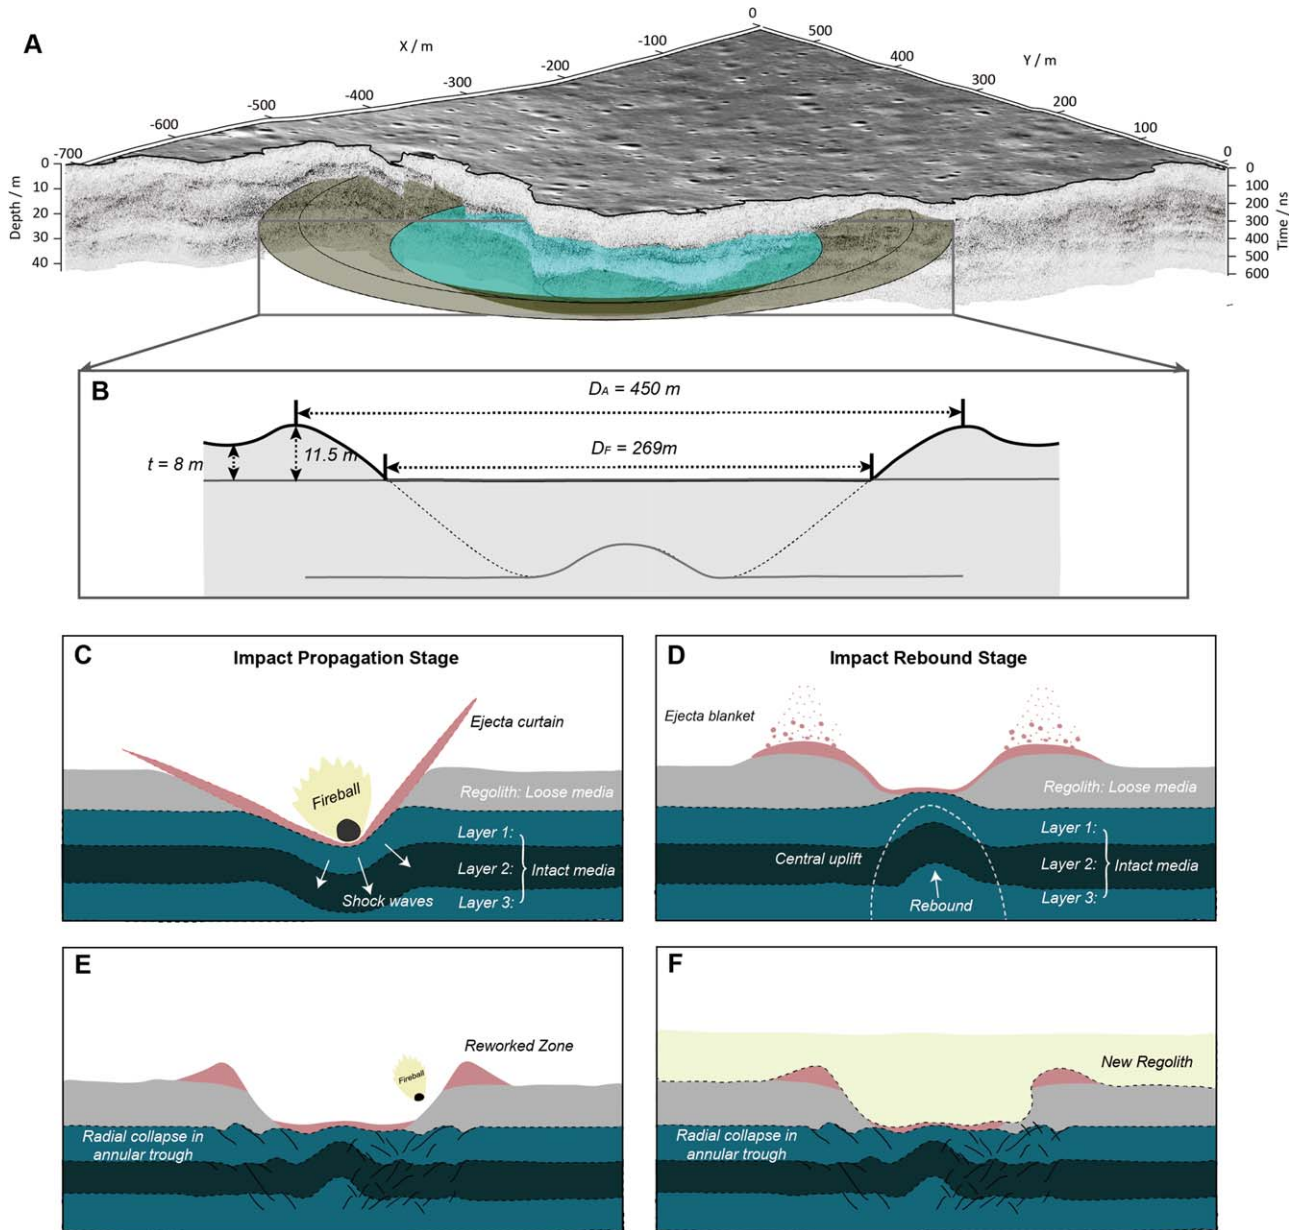 A
X / m
Y / m
0
-100
-200
-300
-400
-500
-600
-700
500
400
300
200
100
0
Depth / m
0
10
20
30
40
Time / ns
0
100
200
300
400
500
600
B
DA = 450 m
t = 8 m
11.5 m
DF = 269m
C
Impact Propagation Stage
Ejecta curtain
Fireball
Regolith: Loose media
Layer 1:
Layer 2:
Intact media
Shock waves
Layer 3:
D
Impact Rebound Stage
Ejecta blanket
Regolith: Loose media
Layer 1:
Central uplift
Layer 2:
Intact media
Rebound
Layer 3:
E
Reworked Zone
Fireball
Radial collapse in
annular trough
F
New Regolith
Radial collapse in
annular trough